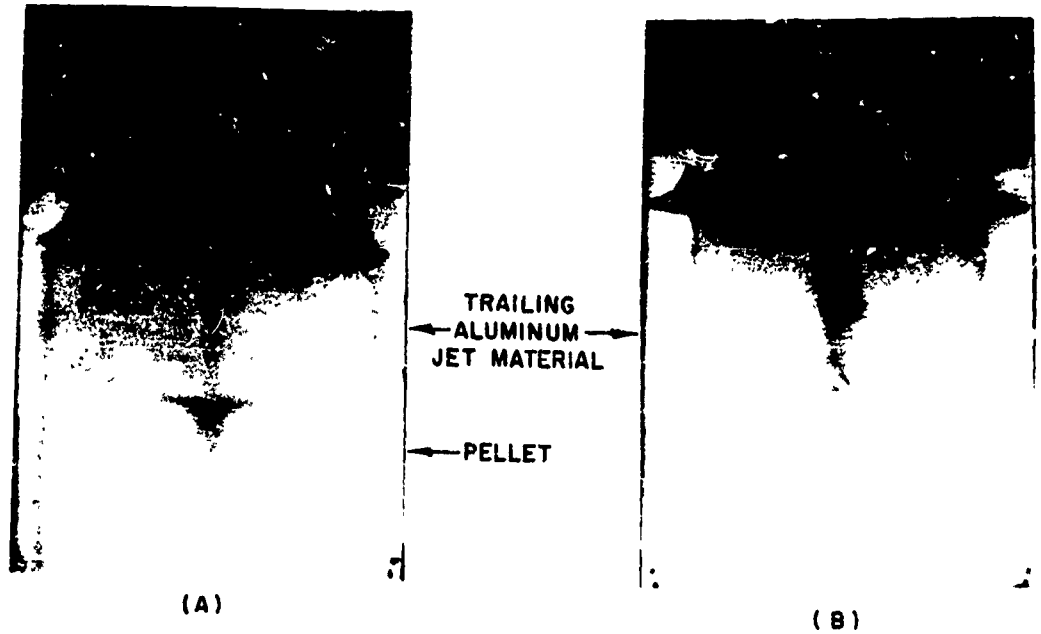 TRAILING
ALUMINUM
JET MATERIAL
PELLET
(A)
(B)